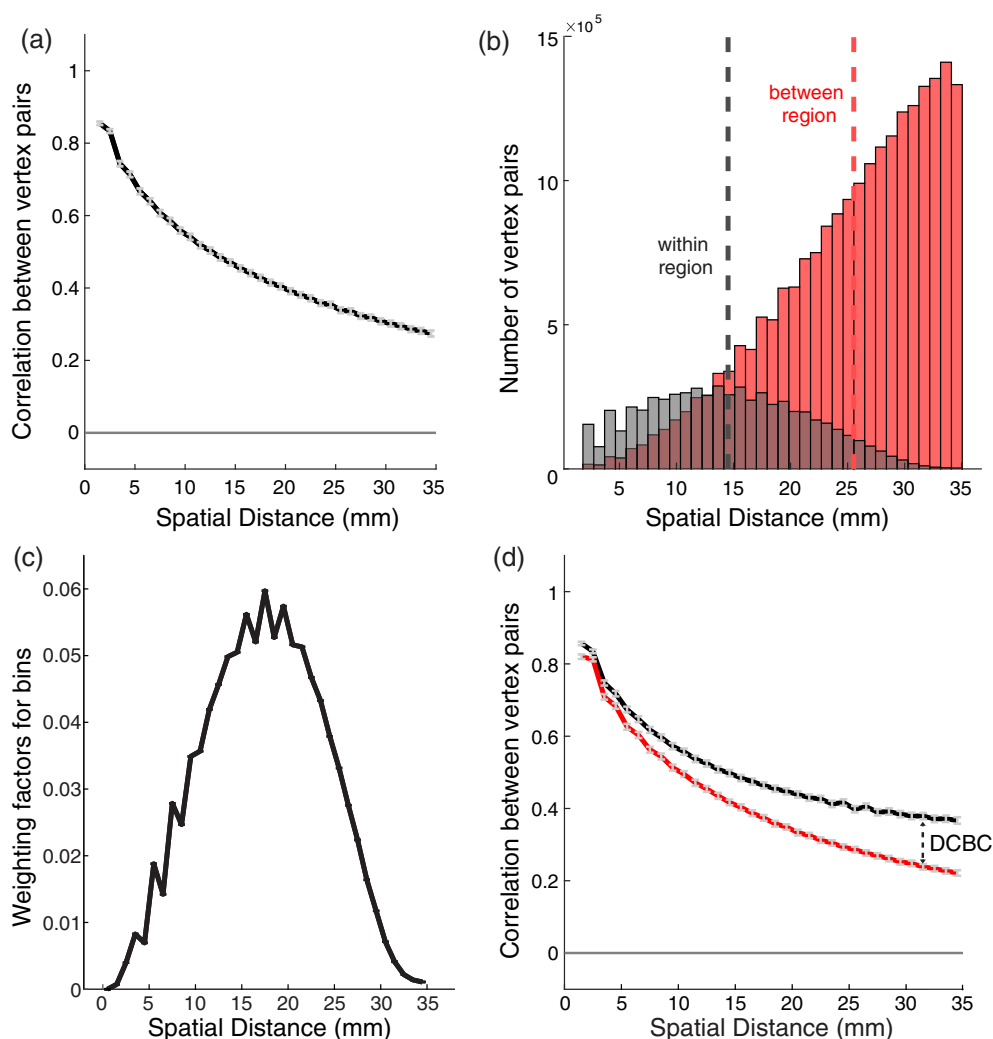 (a)
Correlation between vertex pairs
1
0.8
0.6
0.4
0.2
0
0 5 10 15 20 25 30 35
Spatial Distance (mm)
(b)
×10⁵
Number of vertex pairs
15
10
5
0
between
region
within
region
5 10 15 20 25 30 35
Spatial Distance (mm)
(c)
Weighting factors for bins
0.06
0.05
0.04
0.03
0.02
0.01
0
0 5 10 15 20 25 30 35
Spatial Distance (mm)
(d)
Correlation between vertex pairs
1
0.8
0.6
0.4
0.2
0
DCBC
0 5 10 15 20 25 30 35
Spatial Distance (mm)